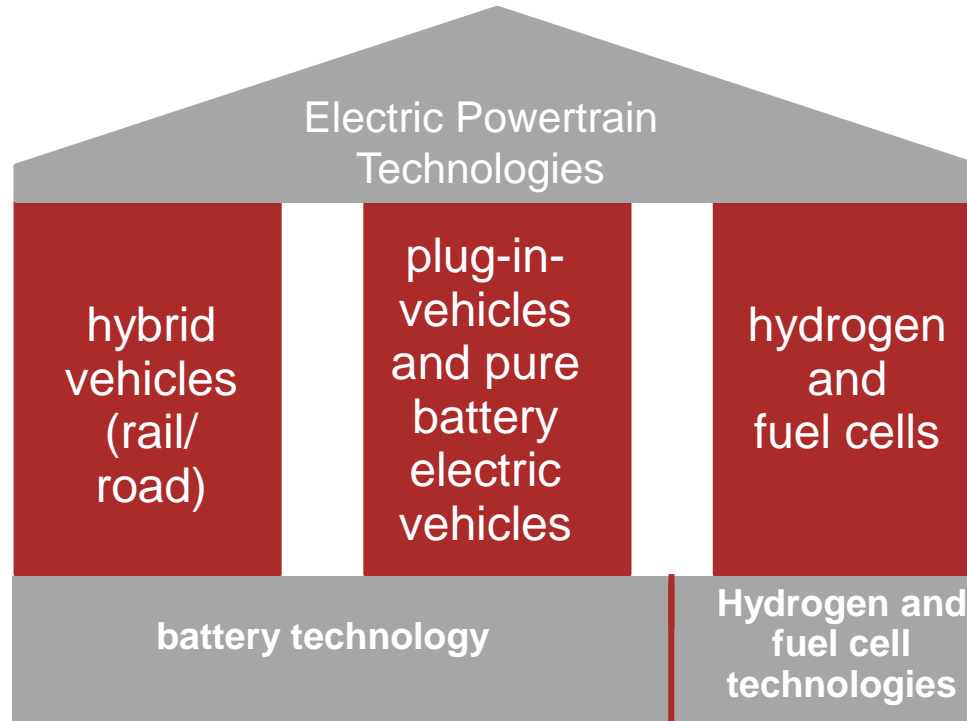 Electric Powertrain
Technologies
hybrid
vehicles
(rail/
road)
plug-in-
vehicles
and pure
battery
electric
vehicles
hydrogen
and
fuel cells
battery technology
Hydrogen and
fuel cell
technologies